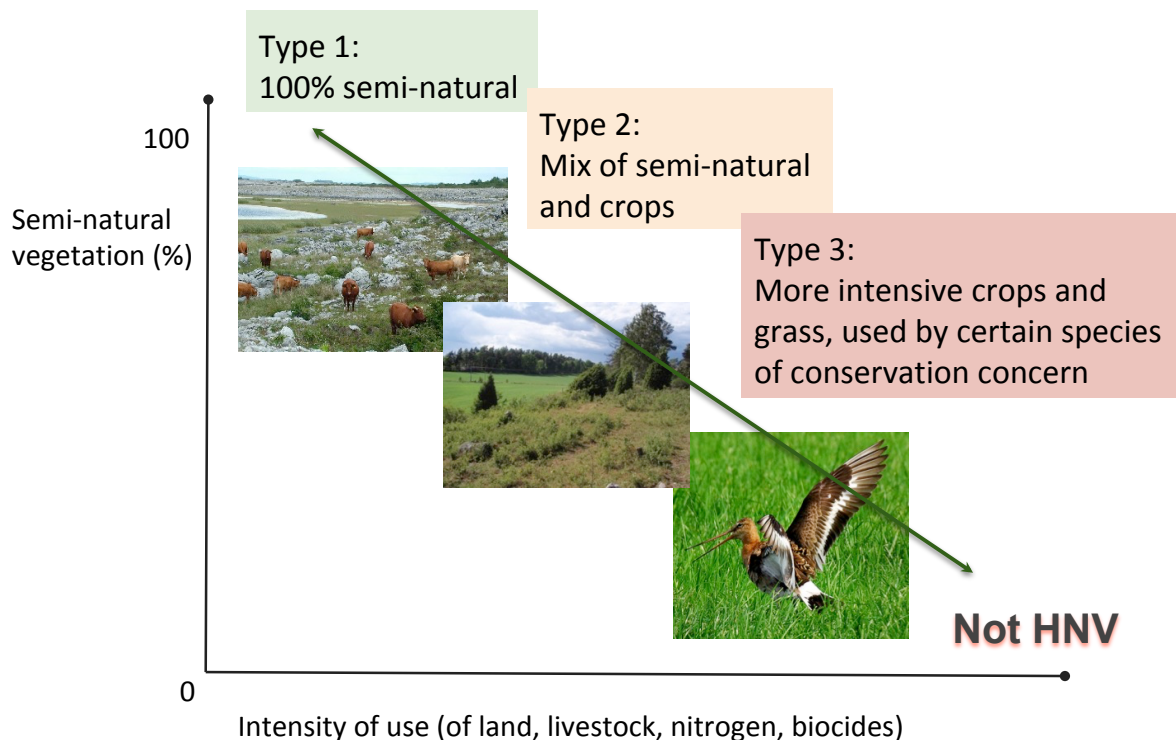 Type 1:
100% semi-natural
100
Type 2:
Mix of semi-natural
and crops
Semi-natural
vegetation (%)
Type 3:
More intensive crops and
grass, used by certain species
of conservation concern
Not HNV
0
Intensity of use (of land, livestock, nitrogen, biocides)